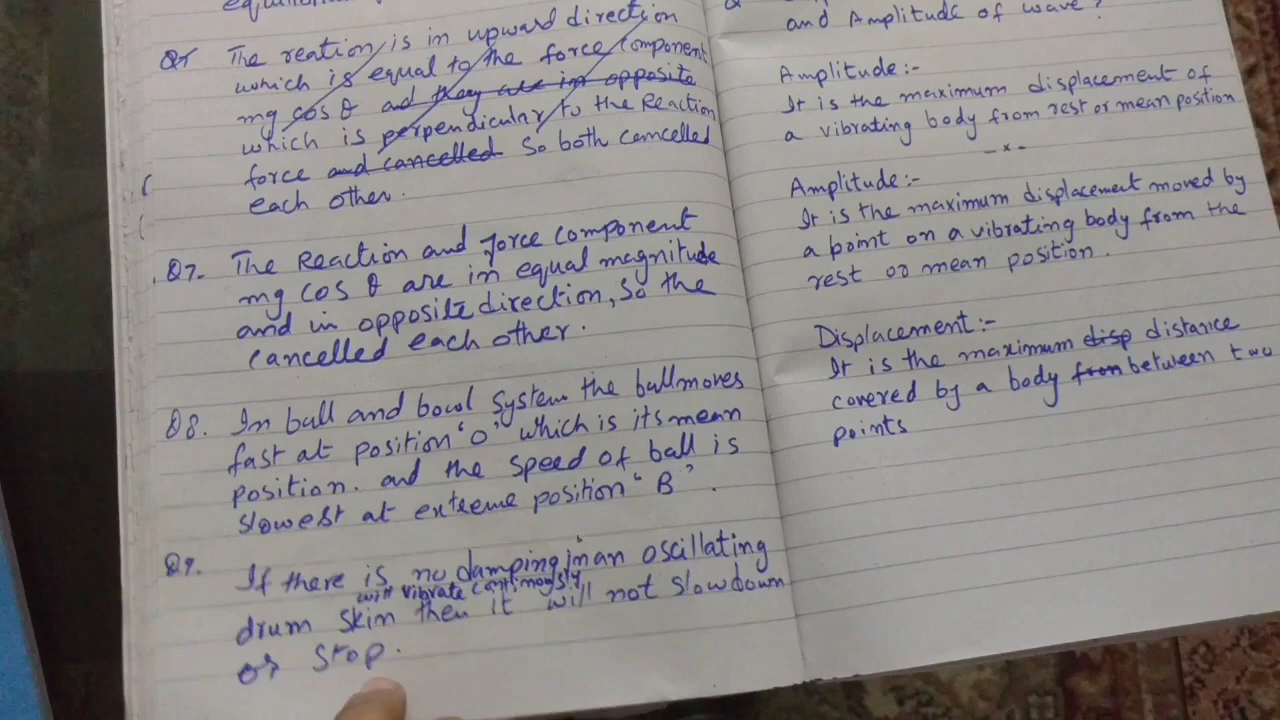 Q5 The reation is in upward direction
which is equal to the force component
mg cos θ and they are in opposite
which is perpendicular to the Reaction
force and cancelled so both camcelled
each other.
Q7- The Reaction and force component
mg cos θ are in equal magnitude
and in opposite direction, so the
cancelled each other.
Q8. In ball and bowl system the ball moves
fast at position 'O' which is its mean
position. and the speed of ball is
slowest at exteeme position "B".
Q9. If there is no damping in an oscillating
will vibrate continously
drum skin then it will not slowdown
or stop.
and Amplitude of wave?
Amplitude:-
It is the maximum displacement of
a vibrating body from rest or mean position
-x-
Amplitude:-
It is the maximum displacement moved by
a point on a vibrating body from the
rest or mean position.
Displacement:-
It is the maximum disp distance
covered by a body from between two
points